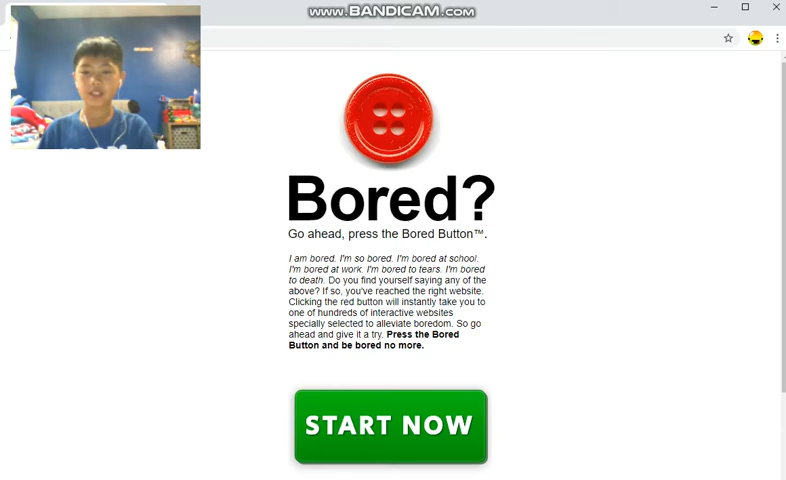 www.BANDICAM.com
Bored?
Go ahead, press the Bored Button™.
I am bored. I'm so bored. I'm bored at school.
I'm bored at work. I'm bored to tears. I'm bored
to death. Do you find yourself saying any of the
above? If so, you've reached the right website.
Clicking the red button will instantly take you to
one of hundreds of interactive websites
specially selected to alleviate boredom. So go
ahead and give it a try. Press the Bored
Button and be bored no more.
START NOW